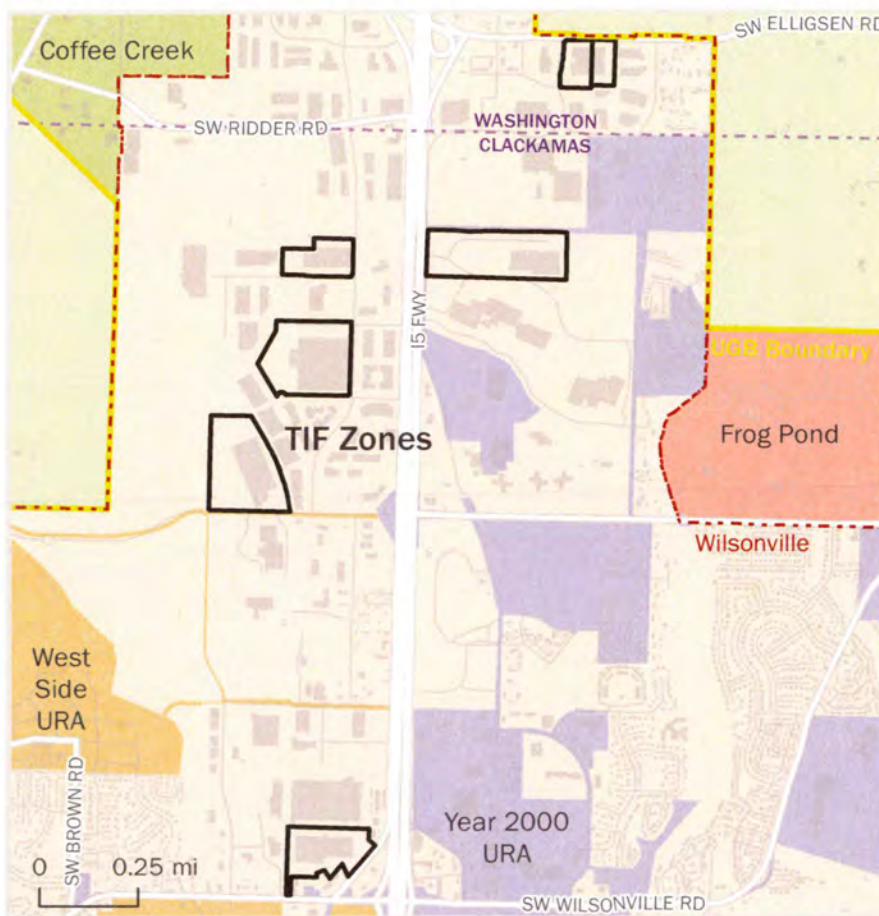 SW ELLIGSEN RD
Coffee Creek
SW RIDDER RD
WASHINGTON
CLACKAMAS
I5 FWY
UGB Boundary
Frog Pond
TIF Zones
Wilsonville
West
Side
URA
SW BROWN RD
Year 2000
URA
0 0.25 mi
SW WILSONVILLE RD